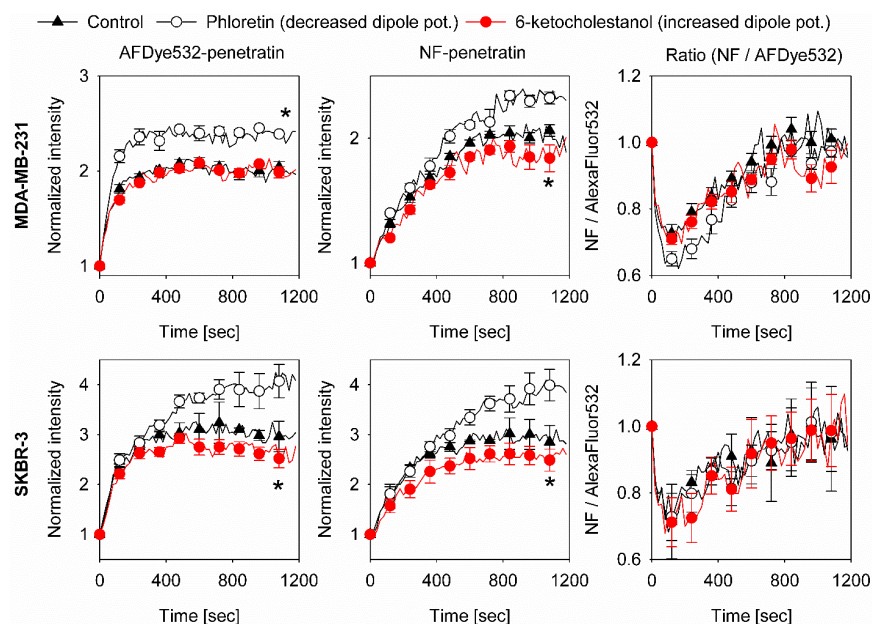 Control Phloretin (decreased dipole pot.) 6-ketocholestanol (increased dipole pot.)
AFDye532-penetratin NF-penetratin Ratio (NF / AFDye532)
MDA-MB-231
Normalized intensity
3
2
1
*
0 400 800 1200
Time [sec]
Normalized intensity
2
1
*
0 400 800 1200
Time [sec]
NF / AlexaFluor532
1.2
1.0
0.8
0.6
0 400 800 1200
Time [sec]
SKBR-3
Normalized intensity
4
3
2
1
*
0 400 800 1200
Time [sec]
Normalized intensity
4
3
2
1
*
0 400 800 1200
Time [sec]
NF / AlexaFluor532
1.2
1.0
0.8
0.6
0 400 800 1200
Time [sec]